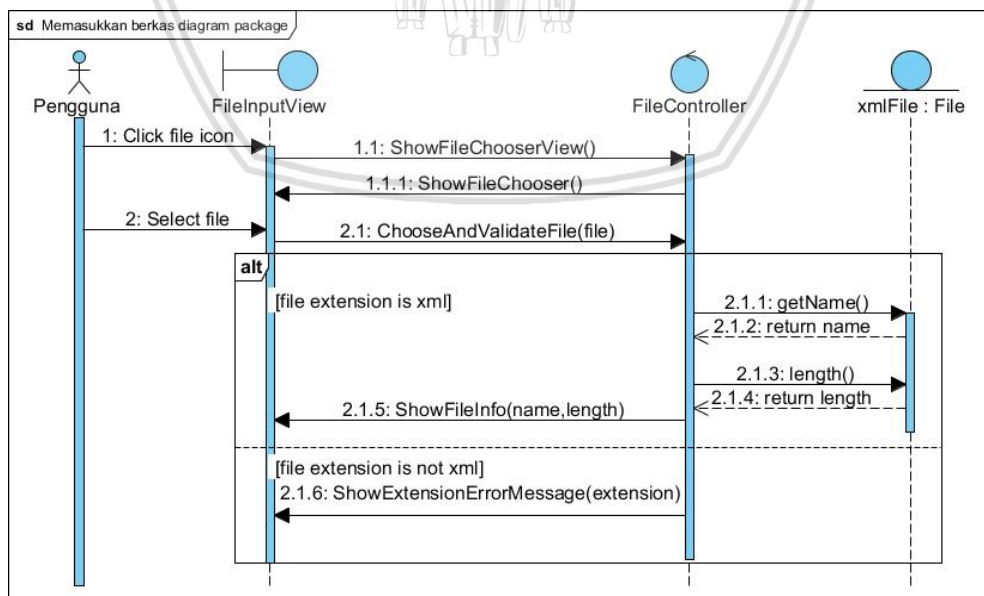 sd Memasukkan berkas diagram package
Pengguna
FileInputView
FileController
xmlFile : File
1: Click file icon
1.1: ShowFileChooserView()
1.1.1: ShowFileChooser()
2: Select file
2.1: ChooseAndValidateFile(file)
alt
[file extension is xml]
2.1.1: getName()
2.1.2: return name
2.1.3: length()
2.1.4: return length
2.1.5: ShowFileInfo(name,length)
[file extension is not xml]
2.1.6: ShowExtensionErrorMessage(extension)